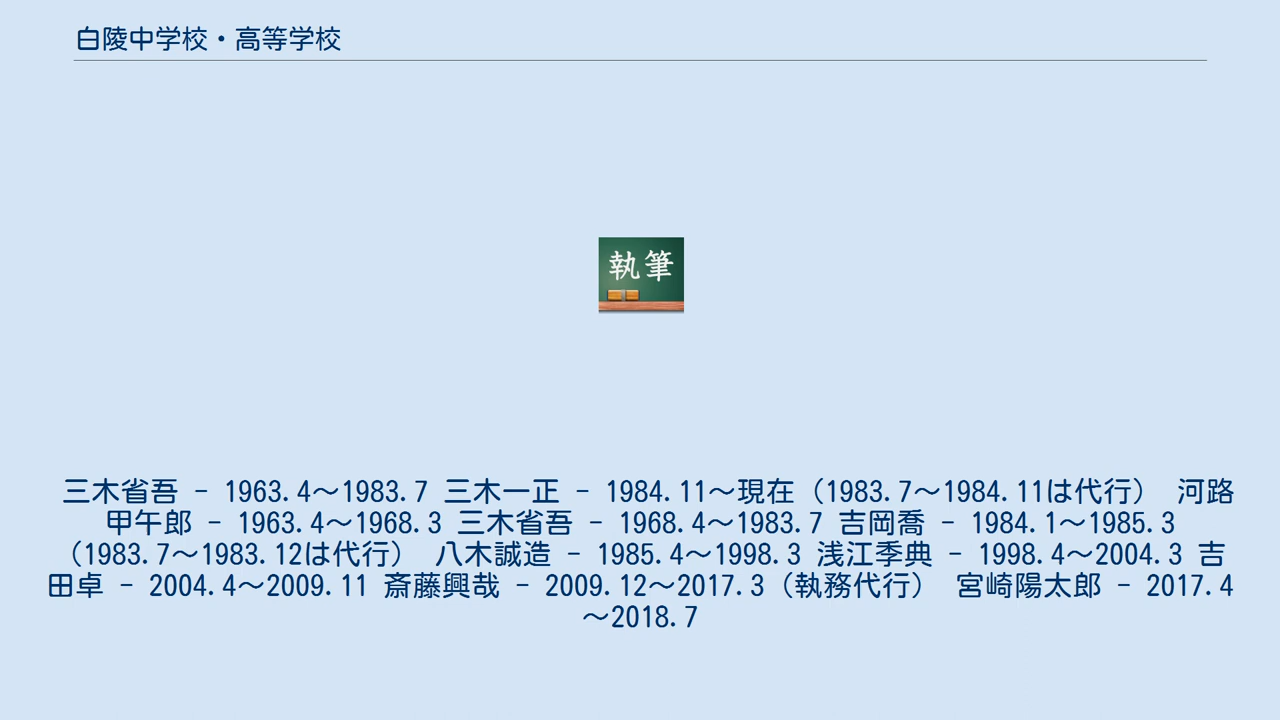 白陵中学校・高等学校
執筆
三木省吾 - 1963.4～1983.7 三木一正 - 1984.11～現在（1983.7～1984.11は代行） 河路
甲午郎 - 1963.4～1968.3 三木省吾 - 1968.4～1983.7 吉岡喬 - 1984.1～1985.3
（1983.7～1983.12は代行） 八木誠造 - 1985.4～1998.3 浅江季典 - 1998.4～2004.3 吉
田卓 - 2004.4～2009.11 斎藤興哉 - 2009.12～2017.3（執務代行） 宮崎陽太郎 - 2017.4
～2018.7